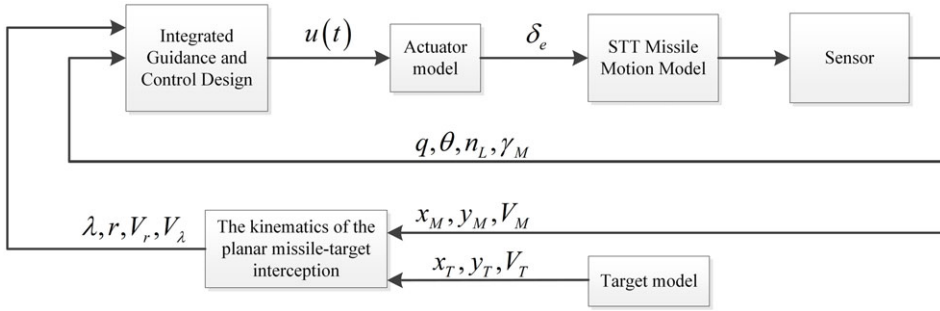 Integrated
Guidance and
Control Design
u(t)
Actuator
model
δ_e
STT Missile
Motion Model
Sensor
q,θ,n_L,γ_M
λ,r,V_r,V_λ
The kinematics of the
planar missile-target
interception
x_M,y_M,V_M
x_T,y_T,V_T
Target model